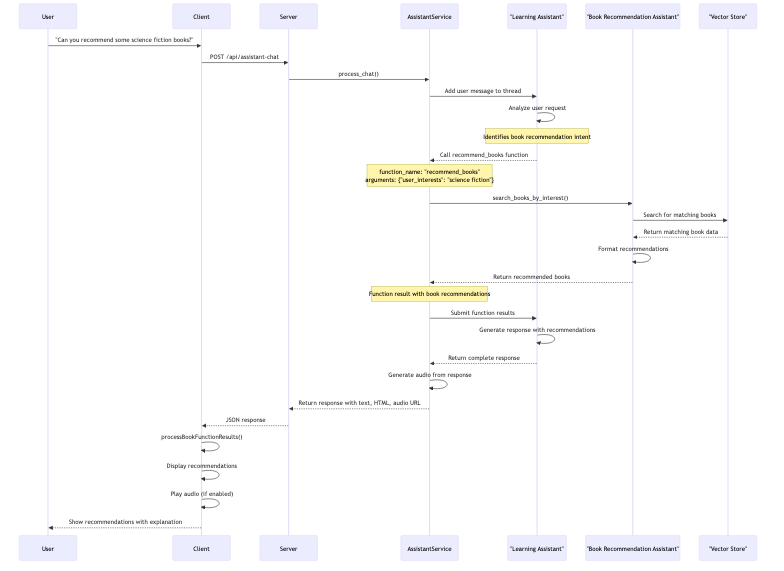 User
Client
Server
AssistantService
"Learning Assistant"
"Book Recommendation Assistant"
"Vector Store"
"Can you recommend some science fiction books?"
POST /api/assistant-chat
process_chat()
Add user message to thread
Analyze user request
Identifies book recommendation intent
Call recommend_books function
function_name: "recommend_books"
arguments: {"user_interests": "science fiction"}
search_books_by_interest()
Search for matching books
Return matching book data
Format recommendations
Return recommended books
Function result with book recommendations
Submit function results
Generate response with recommendations
Return complete response
Generate audio from response
Return response with text, HTML, audio URL
JSON response
processBookFunctionResults()
Display recommendations
Play audio (if enabled)
Show recommendations with explanation
User
Client
Server
AssistantService
"Learning Assistant"
"Book Recommendation Assistant"
"Vector Store"